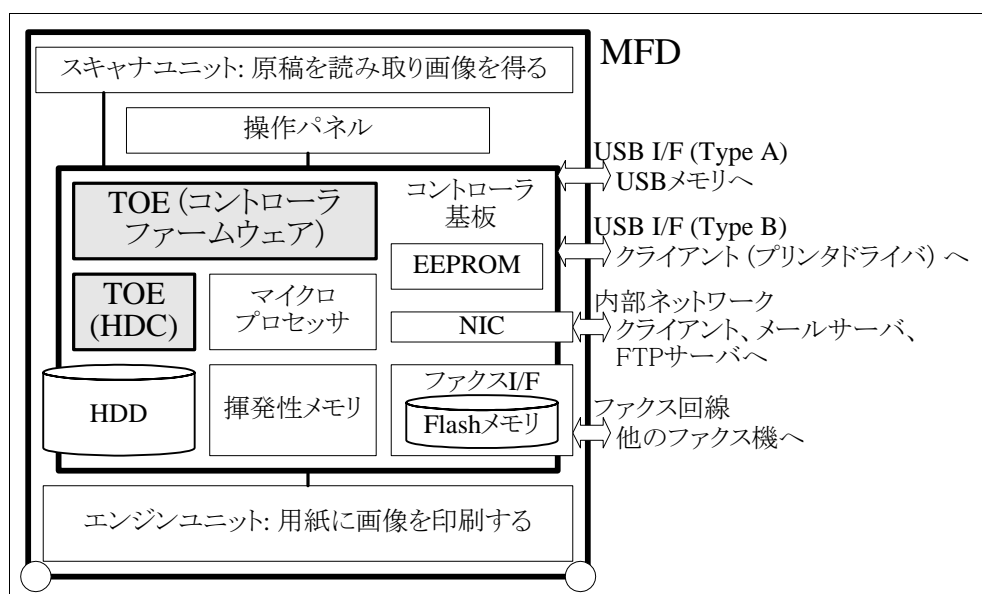 MFD
スキャナユニット: 原稿を読み取り画像を得る
操作パネル
TOE (コントローラ
ファームウェア)
コントローラ
基板
EEPROM
TOE
(HDC)
マイクロ
プロセッサ
NIC
HDD
揮発性メモリ
ファクスI/F
Flashメモリ
エンジンユニット: 用紙に画像を印刷する
USB I/F (Type A)
USBメモリへ
USB I/F (Type B)
クライアント (プリンタドライバ) へ
内部ネットワーク
クライアント、メールサーバ、
FTPサーバへ
ファクス回線
他のファクス機へ